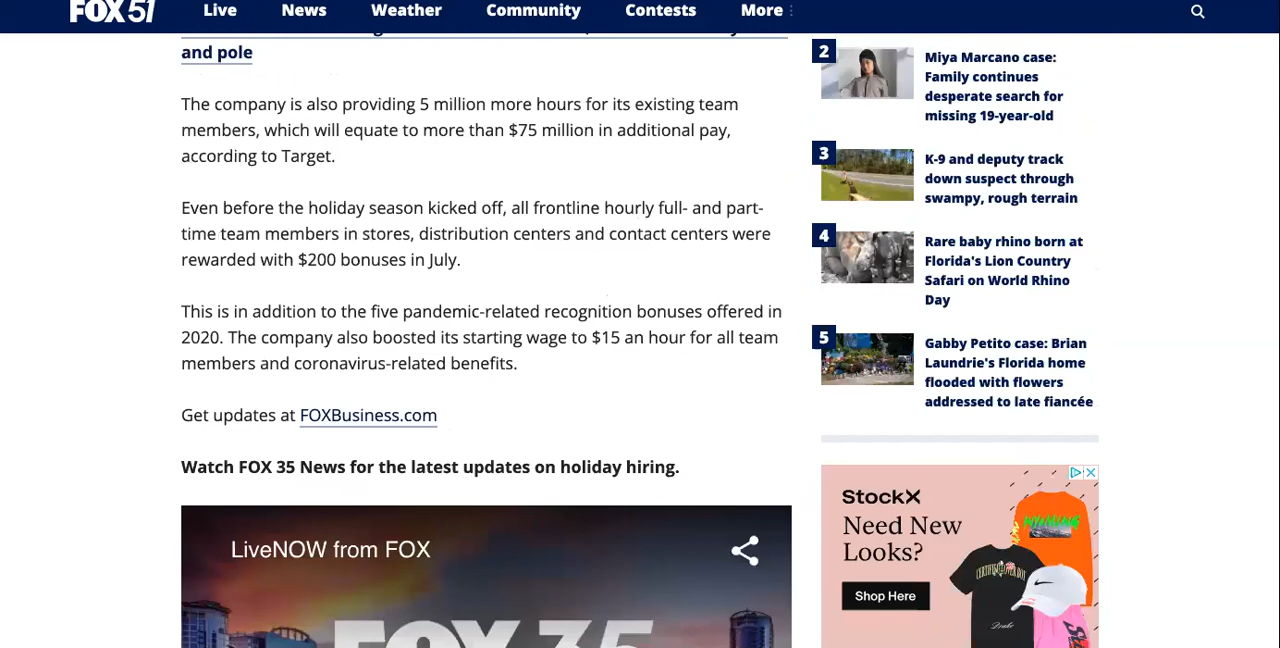 FOX 51
Live
News
Weather
Community
Contests
More
and pole
The company is also providing 5 million more hours for its existing team
members, which will equate to more than $75 million in additional pay,
according to Target.
Even before the holiday season kicked off, all frontline hourly full- and part-
time team members in stores, distribution centers and contact centers were
rewarded with $200 bonuses in July.
This is in addition to the five pandemic-related recognition bonuses offered in
2020. The company also boosted its starting wage to $15 an hour for all team
members and coronavirus-related benefits.
Get updates at FOXBusiness.com
Watch FOX 35 News for the latest updates on holiday hiring.
LiveNOW from FOX
FOX 35
2
Miya Marcano case:
Family continues
desperate search for
missing 19-year-old
3
K-9 and deputy track
down suspect through
swampy, rough terrain
4
Rare baby rhino born at
Florida's Lion Country
Safari on World Rhino
Day
5
Gabby Petito case: Brian
Laundrie's Florida home
flooded with flowers
addressed to late fiancée
StockX
Need New
Looks?
Shop Here